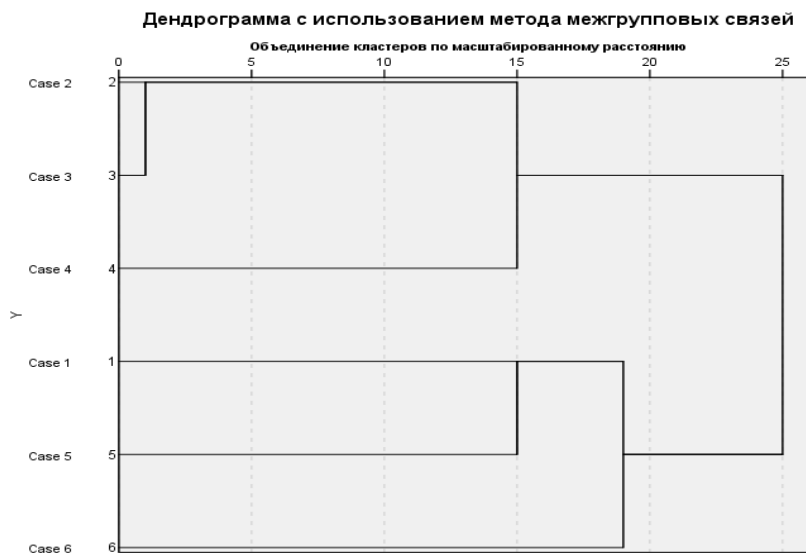 Дендрограмма с использованием метода межгрупповых связей
Объединение кластеров по масштабированному расстоянию
0 5 10 15 20 25
Case 2 2
Case 3 3
Case 4 4
Y
Case 1 1
Case 5 5
Case 6 6